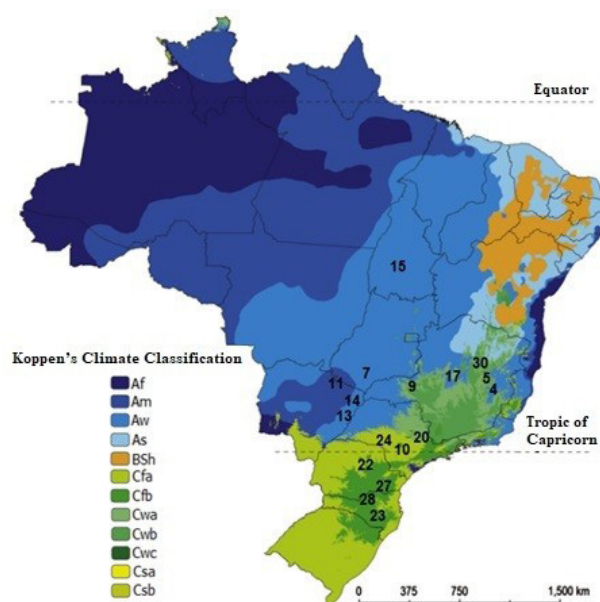 Equator
15
Koppen's Climate Classification
Af
Am
Aw
As
BSh
Cfa
Cfb
Cwa
Cwb
Cwc
Csa
Csb
7
11
14
13
9
17
30
5
4
Tropic of
Capricorn
24
10
20
22
27
28
23
0 375 750 1,500 km